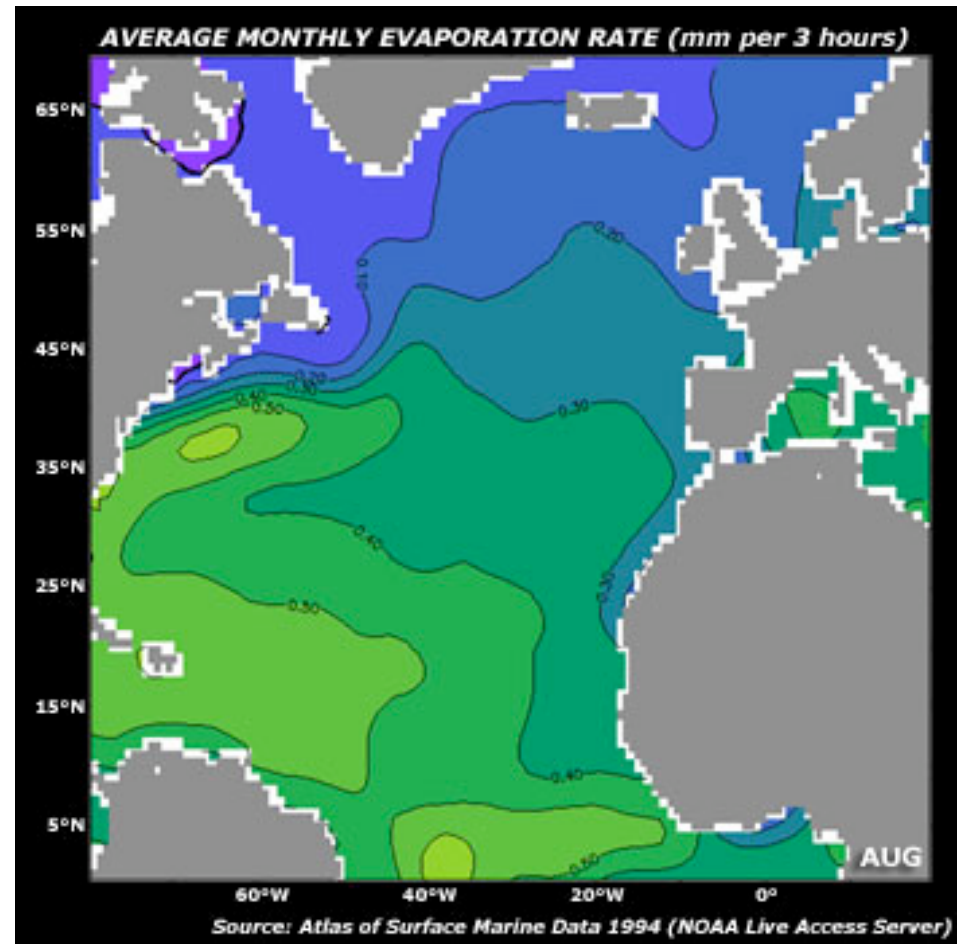 AVERAGE MONTHLY EVAPORATION RATE (mm per 3 hours)
65°N
55°N
0.20
0.10
45°N
0.20
0.30
0.40
0.50
0.30
35°N
0.40
25°N
0.30
0.50
15°N
0.40
5°N
0.50
AUG
60°W 40°W 20°W 0°
Source: Atlas of Surface Marine Data 1994 (NOAA Live Access Server)